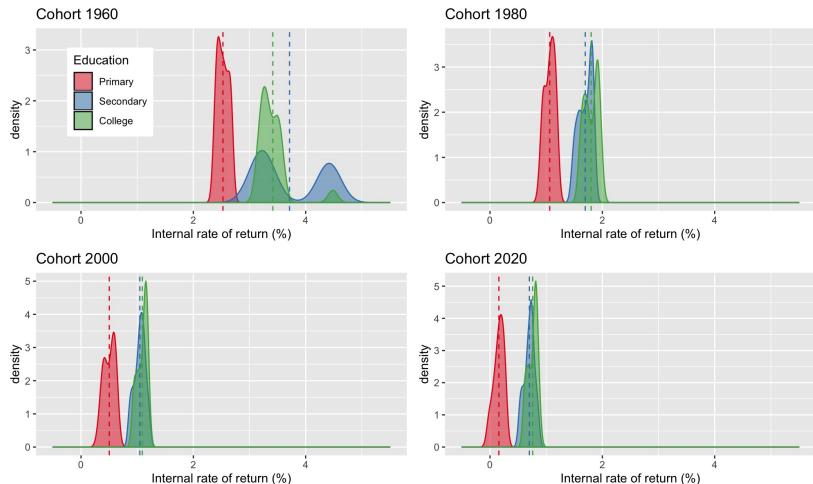 Cohort 1960
Education
Primary
Secondary
College
density
3
2
1
0
0 2 4
Internal rate of return (%)
Cohort 1980
density
3
2
1
0
0 2 4
Internal rate of return (%)
Cohort 2000
density
5
4
3
2
1
0
0 2 4
Internal rate of return (%)
Cohort 2020
density
5
4
3
2
1
0
0 2 4
Internal rate of return (%)